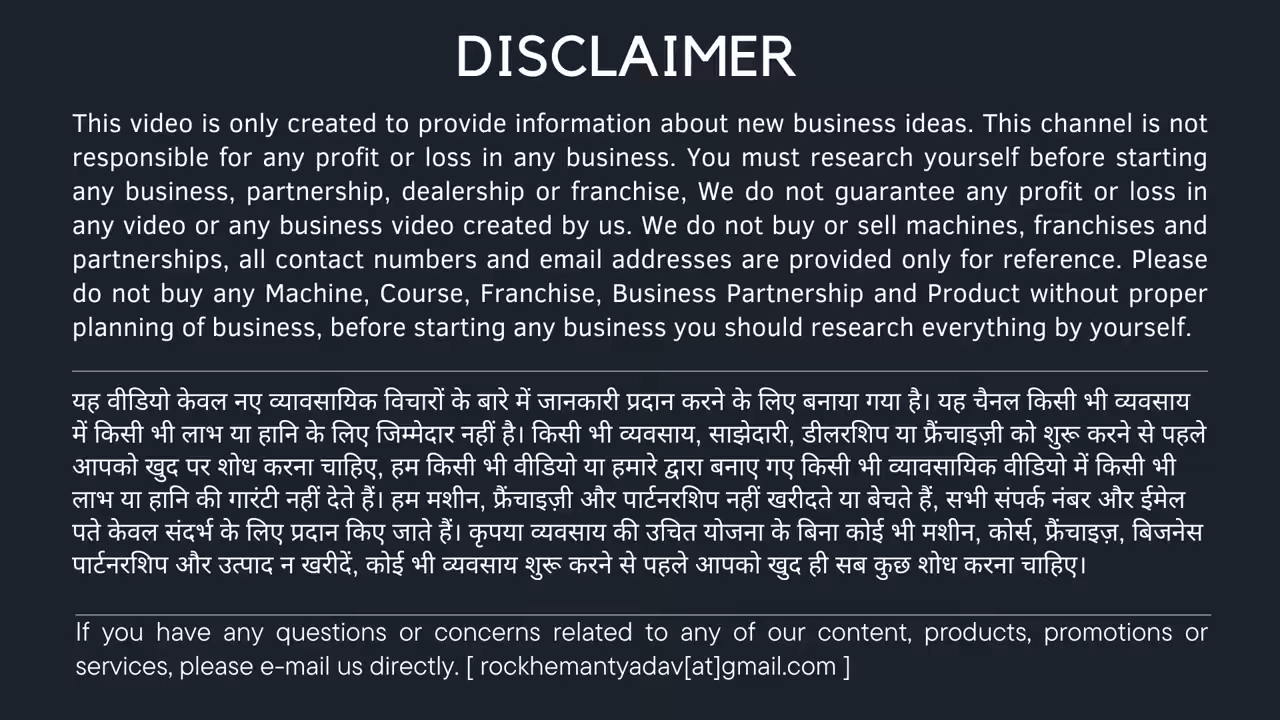 DISCLAIMER
This video is only created to provide information about new business ideas. This channel is not
responsible for any profit or loss in any business. You must research yourself before starting
any business, partnership, dealership or franchise, We do not guarantee any profit or loss in
any video or any business video created by us. We do not buy or sell machines, franchises and
partnerships, all contact numbers and email addresses are provided only for reference. Please
do not buy any Machine, Course, Franchise, Business Partnership and Product without proper
planning of business, before starting any business you should research everything by yourself.
यह वीडियो केवल नए व्यावसायिक विचारों के बारे में जानकारी प्रदान करने के लिए बनाया गया है। यह चैनल किसी भी व्यवसाय
में किसी भी लाभ या हानि के लिए जिम्मेदार नहीं है। किसी भी व्यवसाय, साझेदारी, डीलरशिप या फ्रैंचाइज़ी को शुरू करने से पहले
आपको खुद पर शोध करना चाहिए, हम किसी भी वीडियो या हमारे द्वारा बनाए गए किसी भी व्यावसायिक वीडियो में किसी भी
लाभ या हानि की गारंटी नहीं देते हैं। हम मशीन, फ्रैंचाइज़ी और पार्टनरशिप नहीं खरीदते या बेचते हैं, सभी संपर्क नंबर और ईमेल
पते केवल संदर्भ के लिए प्रदान किए जाते हैं। कृपया व्यवसाय की उचित योजना के बिना कोई भी मशीन, कोर्स, फ्रैंचाइज़, बिजनेस
पार्टनरशिप और उत्पाद न खरीदें, कोई भी व्यवसाय शुरू करने से पहले आपको खुद ही सब कुछ शोध करना चाहिए।
If you have any questions or concerns related to any of our content, products, promotions or
services, please e-mail us directly. [ rockhemantyadav[at]gmail.com ]